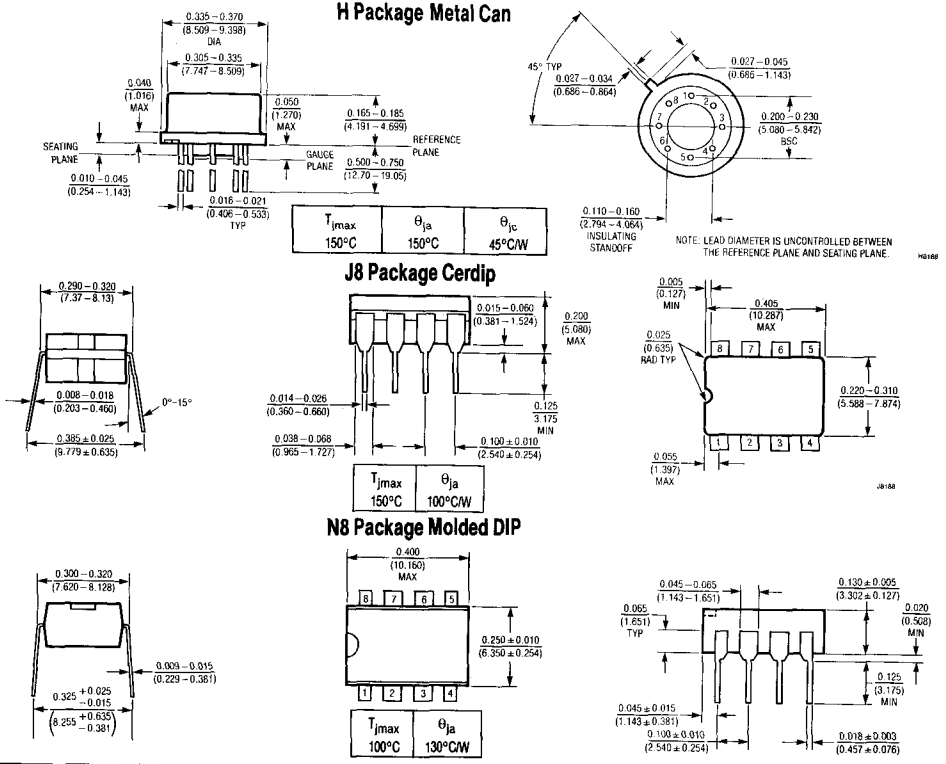 H Package Metal Can
0.335 – 0.370
(8.509 – 9.398)
DIA
0.305 – 0.335
(7.747 – 8.509)
0.040
(1.016)
MAX
0.050
(1.270)
MAX
0.165 – 0.185
(4.191 – 4.699)
REFERENCE
PLANE
SEATING
PLANE
GAUGE
PLANE
0.500 – 0.750
(12.70 – 19.05)
0.010 – 0.045
(0.254 – 1.143)
0.016 – 0.021
(0.406 – 0.533)
TYP
45° TYP
0.027 – 0.034
(0.686 – 0.864)
0.027 – 0.045
(0.686 – 1.143)
1
2
3
4
5
6
7
8
0.200 – 0.230
(5.080 – 5.842)
BSC
0.110 – 0.160
(2.794 – 4.064)
INSULATING
STANDOFF
NOTE: LEAD DIAMETER IS UNCONTROLLED BETWEEN
THE REFERENCE PLANE AND SEATING PLANE.
H8188
Tjmax θja θjc
150°C 150°C 45°C/W
J8 Package Cerdip
0.290 – 0.320
(7.37 – 8.13)
0.008 – 0.018
(0.203 – 0.460)
0°–15°
0.385 ± 0.025
(9.779 ± 0.635)
0.015 – 0.060
(0.381 – 1.524)
0.200
(5.080)
MAX
0.014 – 0.026
(0.360 – 0.660)
0.125
3.175
MIN
0.038 – 0.068
(0.965 – 1.727)
0.100 ± 0.010
(2.540 ± 0.254)
0.005
(0.127)
MIN
0.405
(10.287)
MAX
0.025
(0.635)
RAD TYP
8 7 6 5
0.220 – 0.310
(5.588 – 7.874)
1 2 3 4
0.055
(1.397)
MAX
J8188
Tjmax θja
150°C 100°C/W
N8 Package Molded DIP
0.300 – 0.320
(7.620 – 8.128)
0.009 – 0.015
(0.229 – 0.381)
0.325 +0.025
–0.015
(8.255 +0.635
–0.381)
0.400
(10.160)
MAX
8 7 6 5
0.250 ± 0.010
(6.350 ± 0.254)
1 2 3 4
Tjmax θja
100°C 130°C/W
0.045 – 0.065
(1.143 – 1.651)
0.130 ± 0.005
(3.302 ± 0.127)
0.065
(1.651)
TYP
0.020
(0.508)
MIN
0.125
(3.175)
MIN
0.045 ± 0.015
(1.143 ± 0.381)
0.100 ± 0.010
(2.540 ± 0.254)
0.018 ± 0.003
(0.457 ± 0.076)